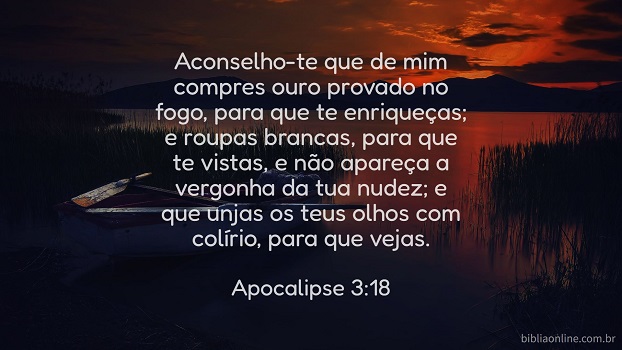 Aconselho-te que de mim
compres ouro provado no
fogo, para que te enriqueças;
e roupas brancas, para que
te vistas, e não apareça a
vergonha da tua nudez; e
que unjas os teus olhos com
colírio, para que vejas.
Apocalipse 3:18
bibliaonline.com.br